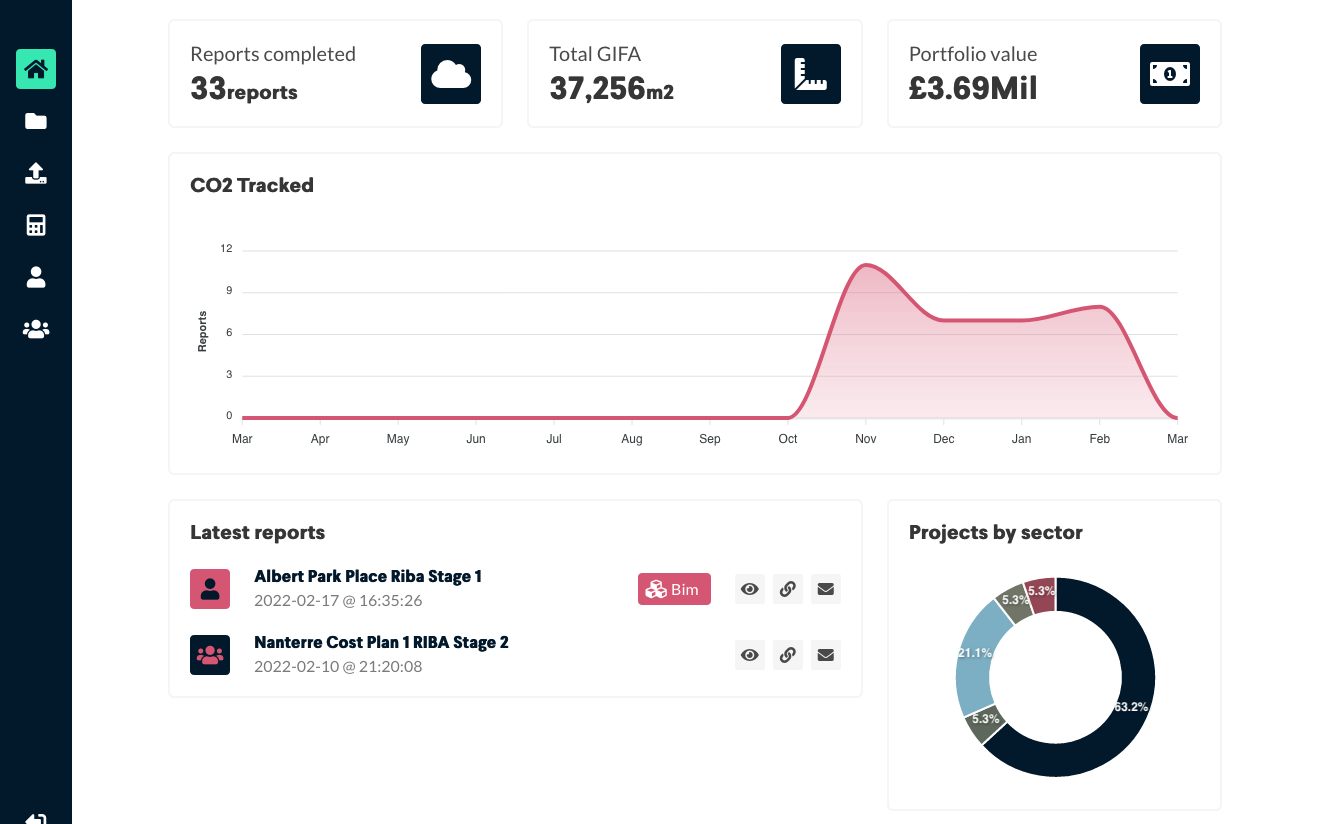 Reports completed
33reports
Total GIFA
37,256m2
Portfolio value
£3.69Mil
1
CO2 Tracked
12
9
6
3
0
Reports
Mar Apr May Jun Jul Aug Sep Oct Nov Dec Jan Feb Mar
Latest reports
Albert Park Place Riba Stage 1
2022-02-17 @ 16:35:26
Bim
Nanterre Cost Plan 1 RIBA Stage 2
2022-02-10 @ 21:20:08
Projects by sector
5.3%
5.3%
21.1%
63.2%
5.3%